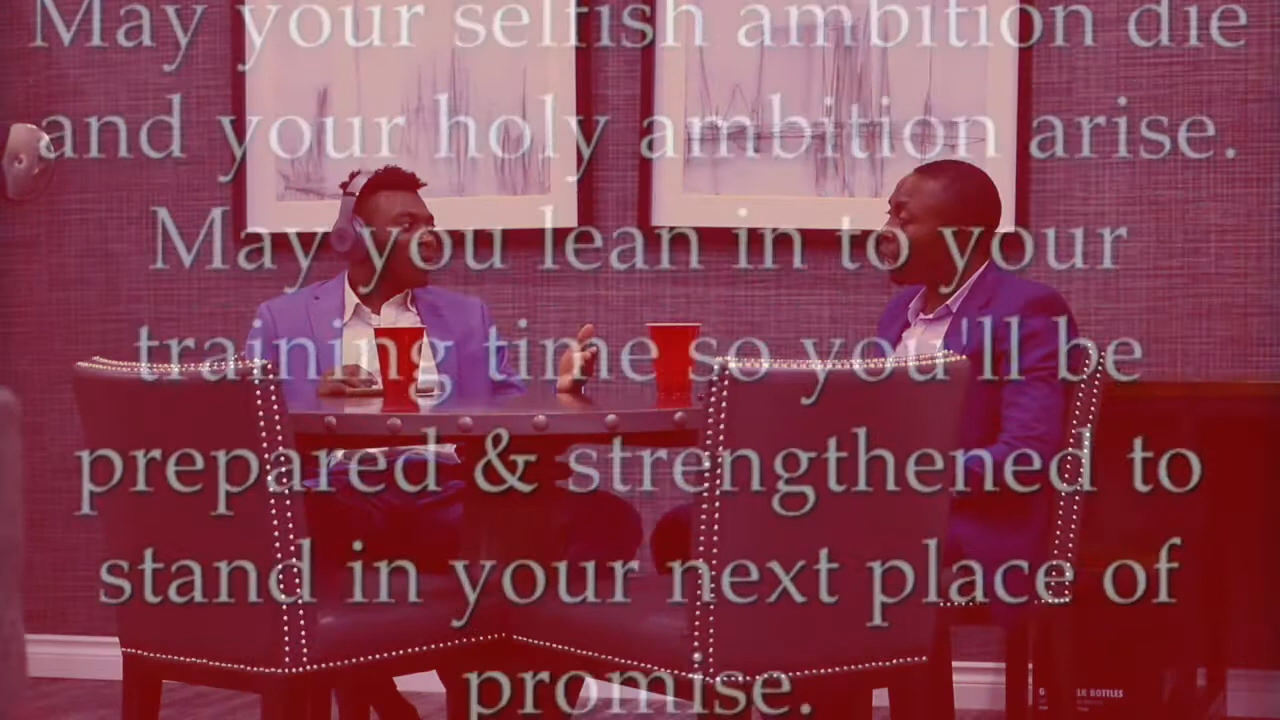 May your selfish ambition die
and your holy ambition arise.
May you lean in to your
training time so you'll be
prepared & strengthened to
stand in your next place of
promise.
BOTTLES